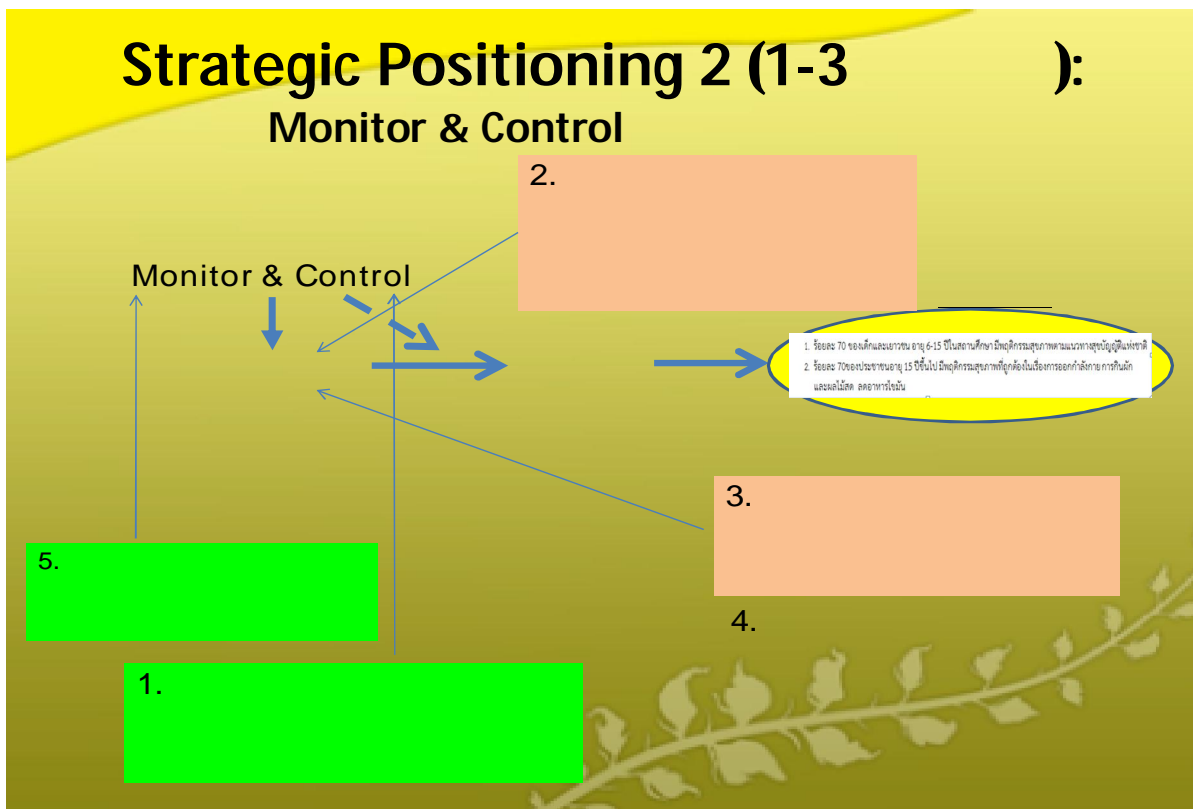 Strategic Positioning 2 (1-3 ):
Monitor & Control
2.
Monitor & Control
1. ร้อยละ 70 ของเด็กและเยาวชน อายุ 6-15 ปีในสถานศึกษา มีพฤติกรรมสุขภาพตามแนวทางสุขบัญญัติแห่งชาติ
2. ร้อยละ 70ของประชาชนอายุ 15 ปีขึ้นไป มีพฤติกรรมสุขภาพที่ถูกต้องในเรื่องการออกกำลังกาย การกินผัก
และผลไม้สด ลดอาหารไขมัน
3.
5.
4.
1.